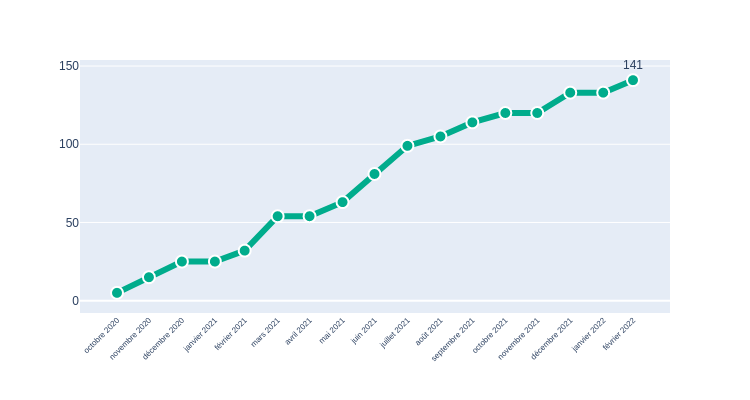 141
150
100
50
0
octobre 2020
novembre 2020
décembre 2020
janvier 2021
février 2021
mars 2021
avril 2021
mai 2021
juin 2021
juillet 2021
août 2021
septembre 2021
octobre 2021
novembre 2021
décembre 2021
janvier 2022
février 2022